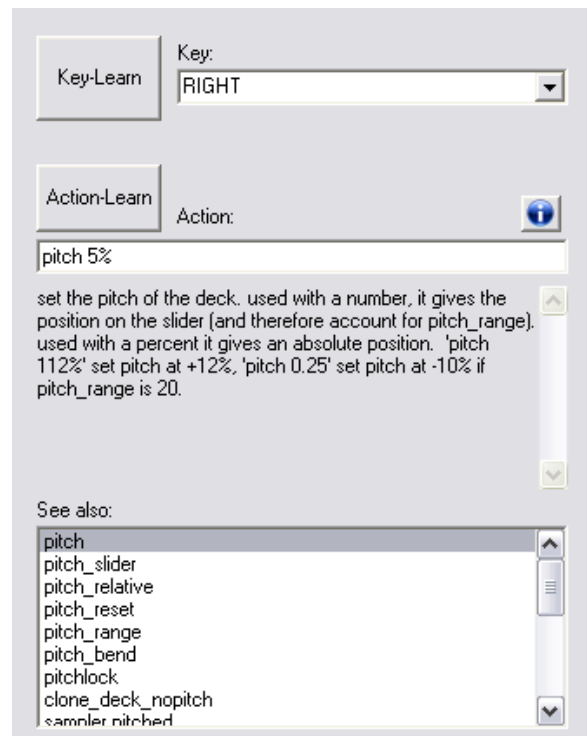 Key-Learn
Key:
RIGHT
Action-Learn
Action:
pitch 5%
set the pitch of the deck. used with a number, it gives the
position on the slider (and therefore account for pitch_range).
used with a percent it gives an absolute position.  'pitch
112%' set pitch at +12%, 'pitch 0.25' set pitch at -10% if
pitch_range is 20.
See also:
pitch
pitch_slider
pitch_relative
pitch_reset
pitch_range
pitch_bend
pitchlock
clone_deck_nopitch
sampler pitched